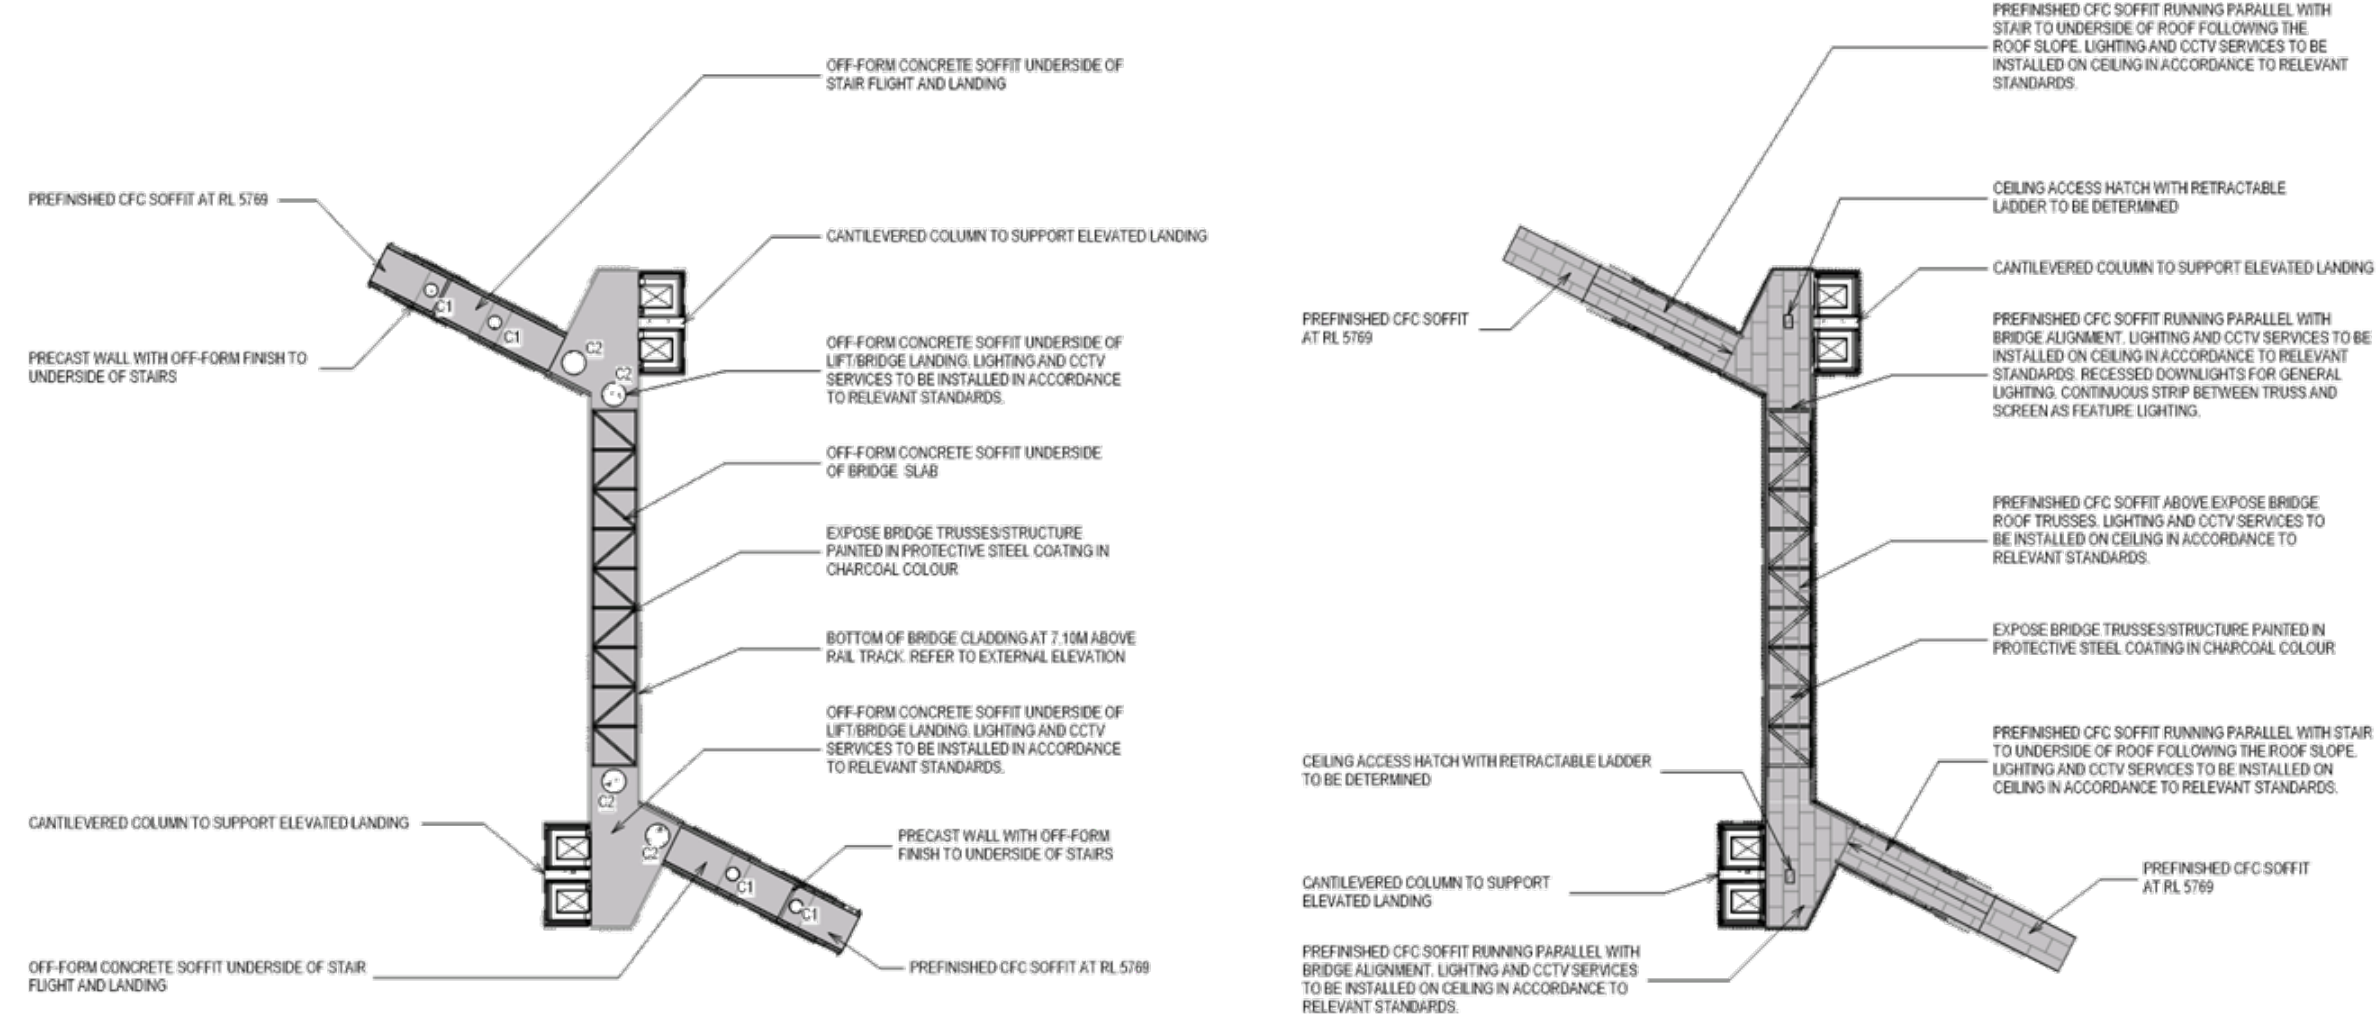 OFF-FORM CONCRETE SOFFIT UNDERSIDE OF
STAIR FLIGHT AND LANDING
PREFINISHED CFC SOFFIT AT RL 5769
CANTILEVERED COLUMN TO SUPPORT ELEVATED LANDING
C1
C1
C2
C2
PRECAST WALL WITH OFF-FORM FINISH TO
UNDERSIDE OF STAIRS
OFF-FORM CONCRETE SOFFIT UNDERSIDE OF
LIFT/BRIDGE LANDING. LIGHTING AND CCTV
SERVICES TO BE INSTALLED IN ACCORDANCE
TO RELEVANT STANDARDS.
OFF-FORM CONCRETE SOFFIT UNDERSIDE
OF BRIDGE SLAB
EXPOSE BRIDGE TRUSSES/STRUCTURE
PAINTED IN PROTECTIVE STEEL COATING IN
CHARCOAL COLOUR
BOTTOM OF BRIDGE CLADDING AT 7.10M ABOVE
RAIL TRACK. REFER TO EXTERNAL ELEVATION
OFF-FORM CONCRETE SOFFIT UNDERSIDE OF
LIFT/BRIDGE LANDING. LIGHTING AND CCTV
SERVICES TO BE INSTALLED IN ACCORDANCE
TO RELEVANT STANDARDS.
C2
C2
C1
C1
CANTILEVERED COLUMN TO SUPPORT ELEVATED LANDING
PRECAST WALL WITH OFF-FORM
FINISH TO UNDERSIDE OF STAIRS
OFF-FORM CONCRETE SOFFIT UNDERSIDE OF STAIR
FLIGHT AND LANDING
PREFINISHED CFC SOFFIT AT RL 5769
PREFINISHED CFC SOFFIT RUNNING PARALLEL WITH
STAIR TO UNDERSIDE OF ROOF FOLLOWING THE
ROOF SLOPE. LIGHTING AND CCTV SERVICES TO BE
INSTALLED ON CEILING IN ACCORDANCE TO RELEVANT
STANDARDS.
CEILING ACCESS HATCH WITH RETRACTABLE
LADDER TO BE DETERMINED
CANTILEVERED COLUMN TO SUPPORT ELEVATED LANDING
PREFINISHED CFC SOFFIT
AT RL 5769
PREFINISHED CFC SOFFIT RUNNING PARALLEL WITH
BRIDGE ALIGNMENT. LIGHTING AND CCTV SERVICES TO BE
INSTALLED ON CEILING IN ACCORDANCE TO RELEVANT
STANDARDS. RECESSED DOWNLIGHTS FOR GENERAL
LIGHTING. CONTINUOUS STRIP BETWEEN TRUSS AND
SCREEN AS FEATURE LIGHTING.
PREFINISHED CFC SOFFIT ABOVE EXPOSE BRIDGE
ROOF TRUSSES. LIGHTING AND CCTV SERVICES TO
BE INSTALLED ON CEILING IN ACCORDANCE TO
RELEVANT STANDARDS.
EXPOSE BRIDGE TRUSSES/STRUCTURE PAINTED IN
PROTECTIVE STEEL COATING IN CHARCOAL COLOUR
PREFINISHED CFC SOFFIT RUNNING PARALLEL WITH STAIR
TO UNDERSIDE OF ROOF FOLLOWING THE ROOF SLOPE.
LIGHTING AND CCTV SERVICES TO BE INSTALLED ON
CEILING IN ACCORDANCE TO RELEVANT STANDARDS.
CEILING ACCESS HATCH WITH RETRACTABLE LADDER
TO BE DETERMINED
CANTILEVERED COLUMN TO SUPPORT
ELEVATED LANDING
PREFINISHED CFC SOFFIT
AT RL 5769
PREFINISHED CFC SOFFIT RUNNING PARALLEL WITH
BRIDGE ALIGNMENT. LIGHTING AND CCTV SERVICES
TO BE INSTALLED ON CEILING IN ACCORDANCE TO
RELEVANT STANDARDS.